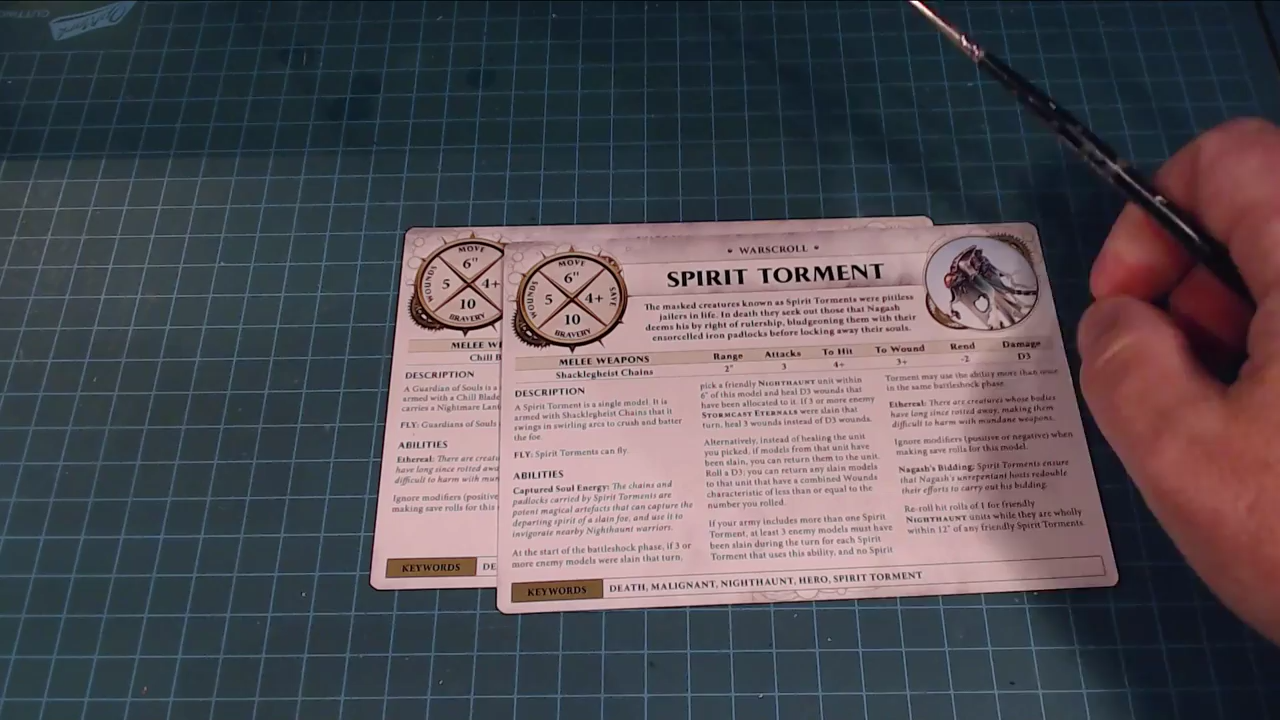 MOVE
6"
5
4+
10
WOUNDS
BRAVERY
MELEE
Chill B
DESCRIPTION
A Guardian of Souls is a
armed with a Chill Blade
carries a Nightmare Lant
FLY: Guardians of Souls
ABILITIES
Ethereal: There are creatu
have long since rotted awa
difficult to harm with mun
Ignore modifiers (positive
making save rolls for this
KEYWORDS
DE
WARSCROLL
SPIRIT TORMENT
The masked creatures known as Spirit Torments were pitiless
jailers in life. In death they seek out those that Nagash
deems his by right of rulership, bludgeoning them with their
ensorcelled iron padlocks before locking away their souls.
MOVE
6"
5
4+
10
WOUNDS
SAVE
BRAVERY
MELEE WEAPONS Range Attacks To Hit To Wound Rend Damage
Shacklegheist Chains 2" 3 4+ 3+ -2 D3
DESCRIPTION
A Spirit Torment is a single model. It is
armed with Shacklegheist Chains that it
swings in swirling arcs to crush and batter
the foe.
FLY: Spirit Torments can fly.
ABILITIES
Captured Soul Energy: The chains and
padlocks carried by Spirit Torments are
potent magical artefacts that can capture the
departing spirit of a slain foe, and use it to
invigorate nearby Nighthaunt warriors.
At the start of the battleshock phase, if 3 or
more enemy models were slain that turn,
pick a friendly NIGHTHAUNT unit within
6" of this model and heal D3 wounds that
have been allocated to it. If 3 or more enemy
STORMCAST ETERNALS were slain that
turn, heal 3 wounds instead of D3 wounds.
Alternatively, instead of healing the unit
you picked, if models from that unit have
been slain, you can return them to the unit.
Roll a D3; you can return any slain models
to that unit that have a combined Wounds
characteristic of less than or equal to the
number you rolled.
If your army includes more than one Spirit
Torment, at least 3 enemy models must have
been slain during the turn for each Spirit
Torment that uses this ability, and no Spirit
Torment may use the ability more than once
in the same battleshock phase.
Ethereal: There are creatures whose bodies
have long since rotted away, making them
difficult to harm with mundane weapons.
Ignore modifiers (positive or negative) when
making save rolls for this model.
Nagash's Bidding: Spirit Torments ensure
that Nagash's unrepentant hosts redouble
their efforts to carry out his bidding.
Re-roll hit rolls of 1 for friendly
NIGHTHAUNT units while they are wholly
within 12" of any friendly Spirit Torments
KEYWORDS
DEATH, MALIGNANT, NIGHTHAUNT, HERO, SPIRIT TORMENT